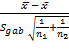 x̄ − x̄
S_gab √(1/n₁ + 1/n₂)